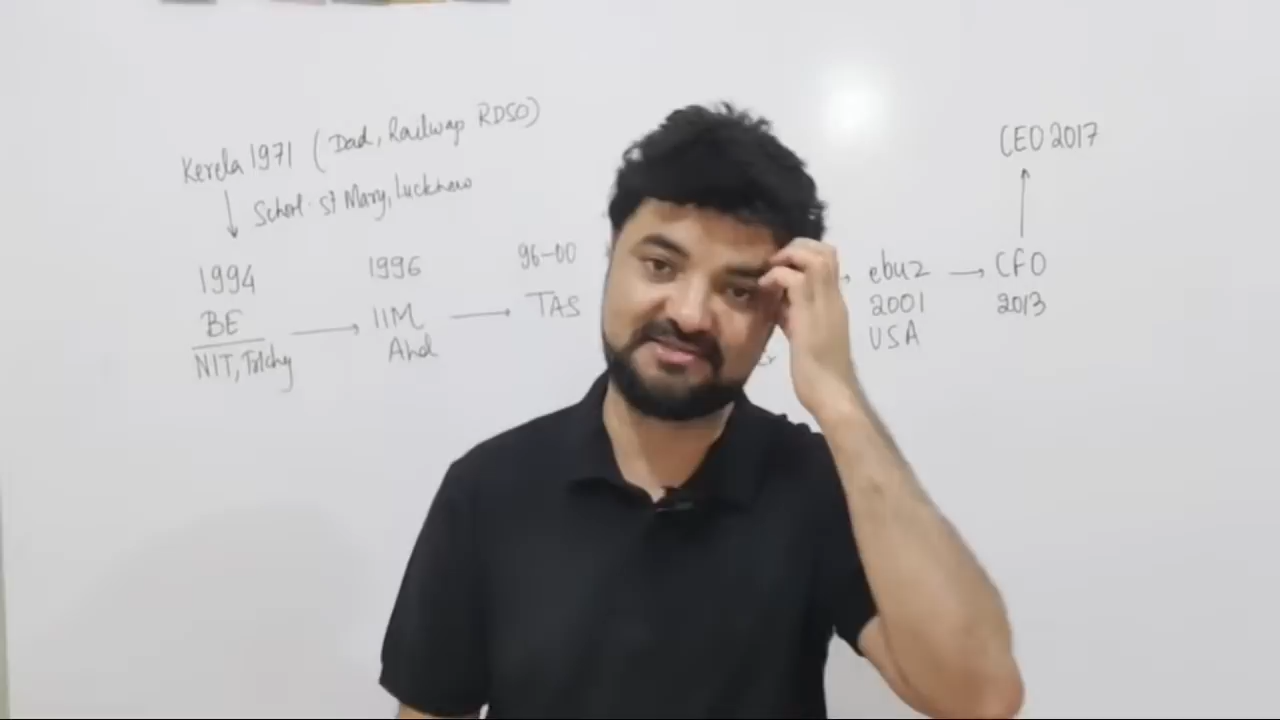 Kerela 1971 ( Dad, Railway RDSO)
School. St Mary, Lucknow
1994
BE
NIT, Trichy
1996
IIM
Ahd
96-00
TAS
ebuz
2001
USA
CFO
2013
CEO 2017